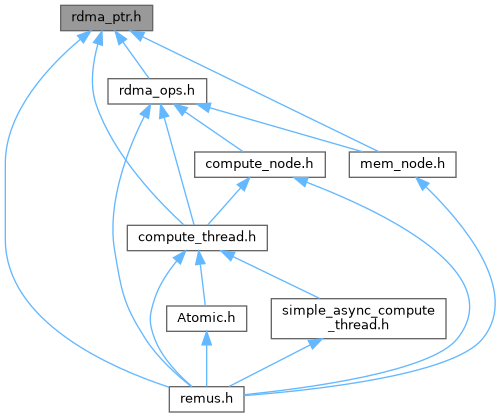 rdma_ptr.h
rdma_ops.h
compute_node.h
mem_node.h
compute_thread.h
Atomic.h
simple_async_compute
_thread.h
remus.h